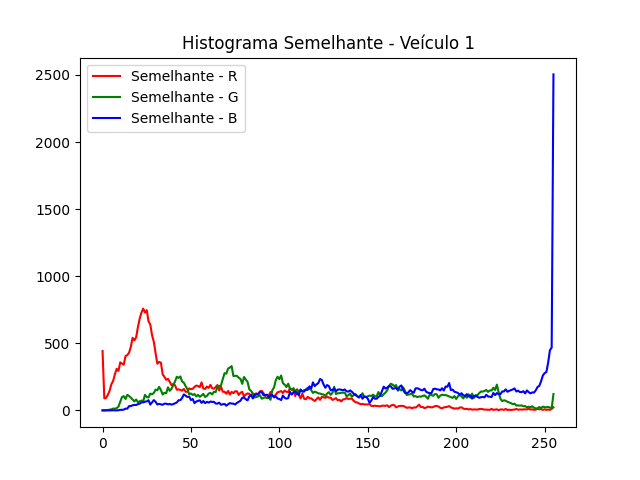 Histograma Semelhante - Veículo 1
Semelhante - R
Semelhante - G
Semelhante - B
2500
2000
1500
1000
500
0
0 50 100 150 200 250